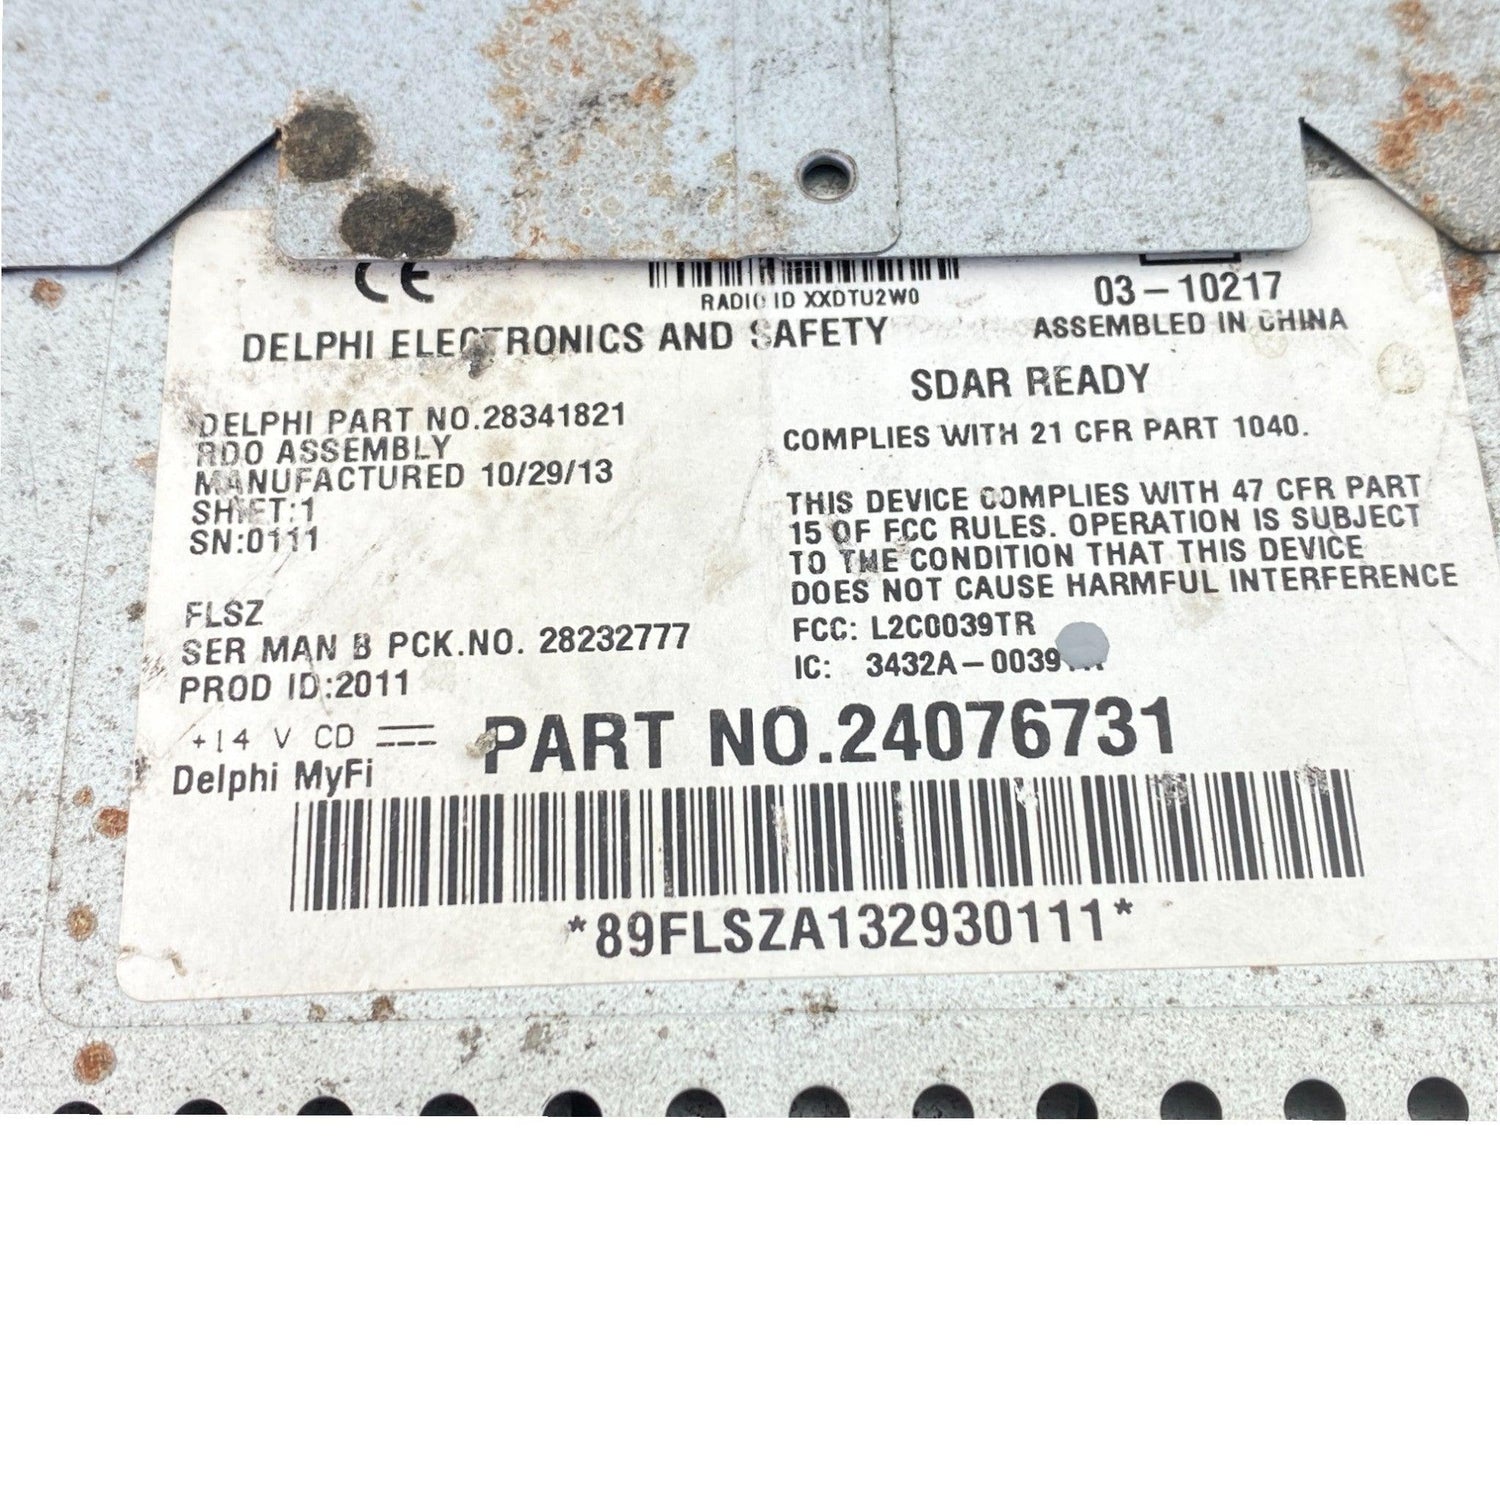 CE
RADIO ID XXDTU2W0
03-10217
ASSEMBLED IN CHINA
DELPHI ELECTRONICS AND SAFETY
DELPHI PART NO.28341821
RDO ASSEMBLY
MANUFACTURED 10/29/13
SHIFT:1
SN:0111
FLSZ
SER MAN B PCK.NO. 28232777
PROD ID:2011
+14 V CD
Delphi MyFi
SDAR READY
COMPLIES WITH 21 CFR PART 1040.
THIS DEVICE COMPLIES WITH 47 CFR PART
15 OF FCC RULES. OPERATION IS SUBJECT
TO THE CONDITION THAT THIS DEVICE
DOES NOT CAUSE HARMFUL INTERFERENCE
FCC: L2C0039TR
IC:
PART NO.24076731
*89FLSZA132930111*